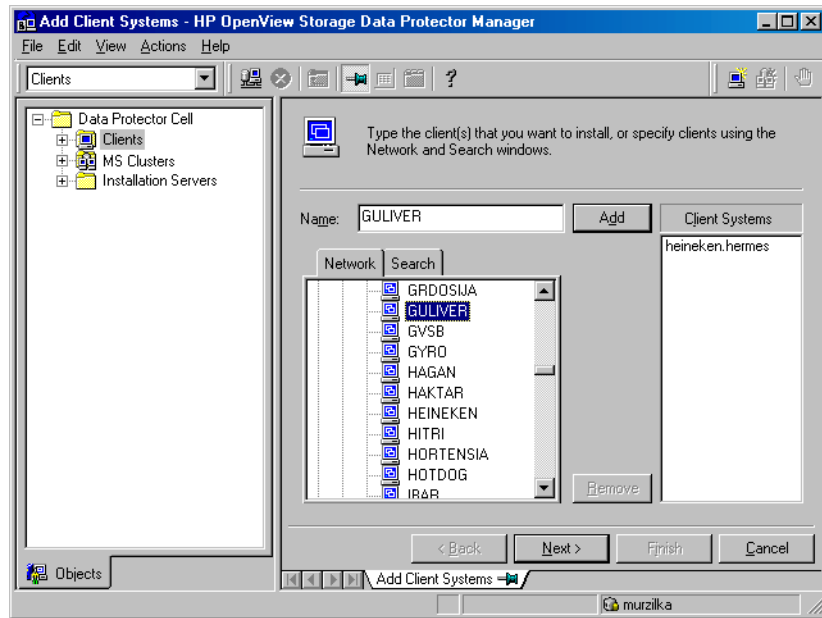 Add Client Systems - HP OpenView Storage Data Protector Manager
File Edit View Actions Help
Clients
Data Protector Cell
Clients
MS Clusters
Installation Servers
Objects
Type the client(s) that you want to install, or specify clients using the
Network and Search windows.
Name: GULIVER Add Client Systems
heineken.hermes
Network Search
GRDOSIJA
GULIVER
GVSB
GYRO
HAGAN
HAKTAR
HEINEKEN
HITRI
HORTENSIA
HOTDOG
Remove
< Back Next > Finish Cancel
Add Client Systems
murzilka